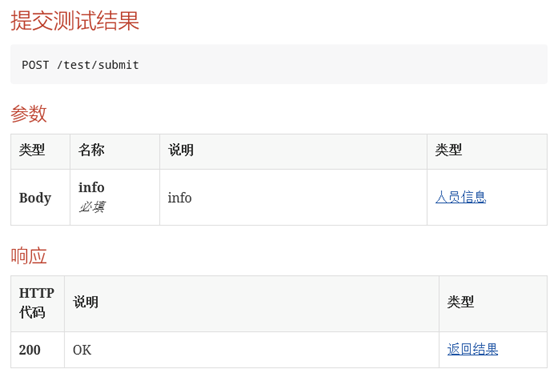 提交测试结果
POST /test/submit
参数
类型 名称 说明 类型
Body info 必填 info 人员信息
响应
HTTP 代码 说明 类型
200 OK 返回结果